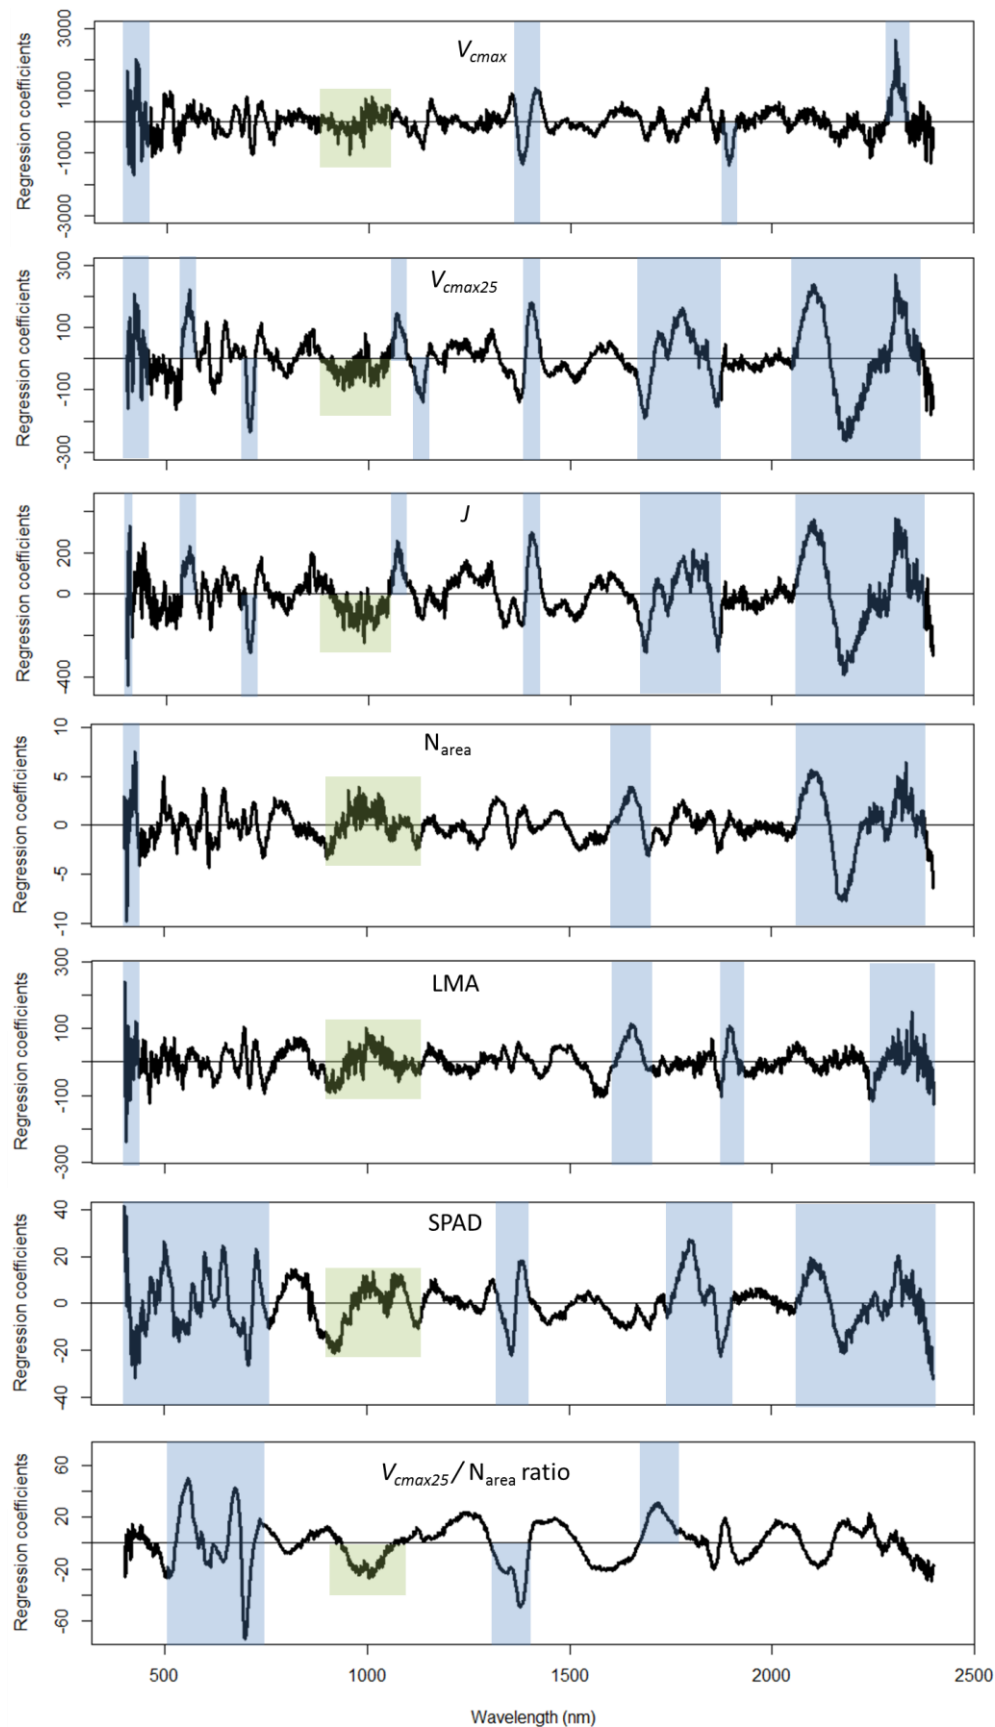 Regression coefficients
3000
1000
-1000
-3000
Vcmax
Regression coefficients
300
100
-100
-300
Vcmax25
Regression coefficients
200
0
-400
J
Regression coefficients
10
5
0
-5
-10
Narea
Regression coefficients
300
100
-100
-300
LMA
Regression coefficients
40
20
0
-20
-40
SPAD
Regression coefficients
60
20
-20
-60
Vcmax25 / Narea ratio
500 1000 1500 2000 2500
Wavelength (nm)